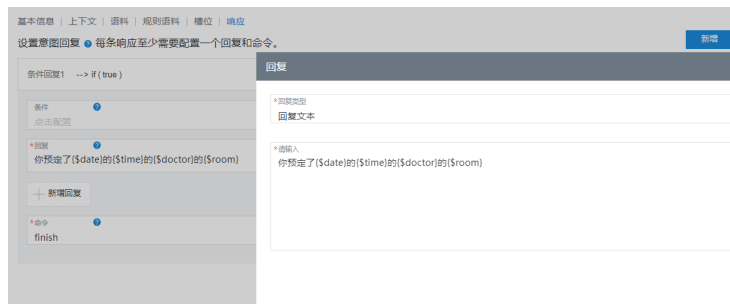 基本信息 | 上下文 | 语料 | 规则语料 | 槽位 | 响应
设置意图回复 ? 每条响应至少需要配置一个回复和命令。
新增
条件回复1 --> if ( true )
条件 ?
点击配置
*回复 ?
你预定了{$date}的{$time}的{$doctor}的{$room}
+ 新增回复
*命令 ?
finish
回复
*回复类型
回复文本
*请输入
你预定了{$date}的{$time}的{$doctor}的{$room}